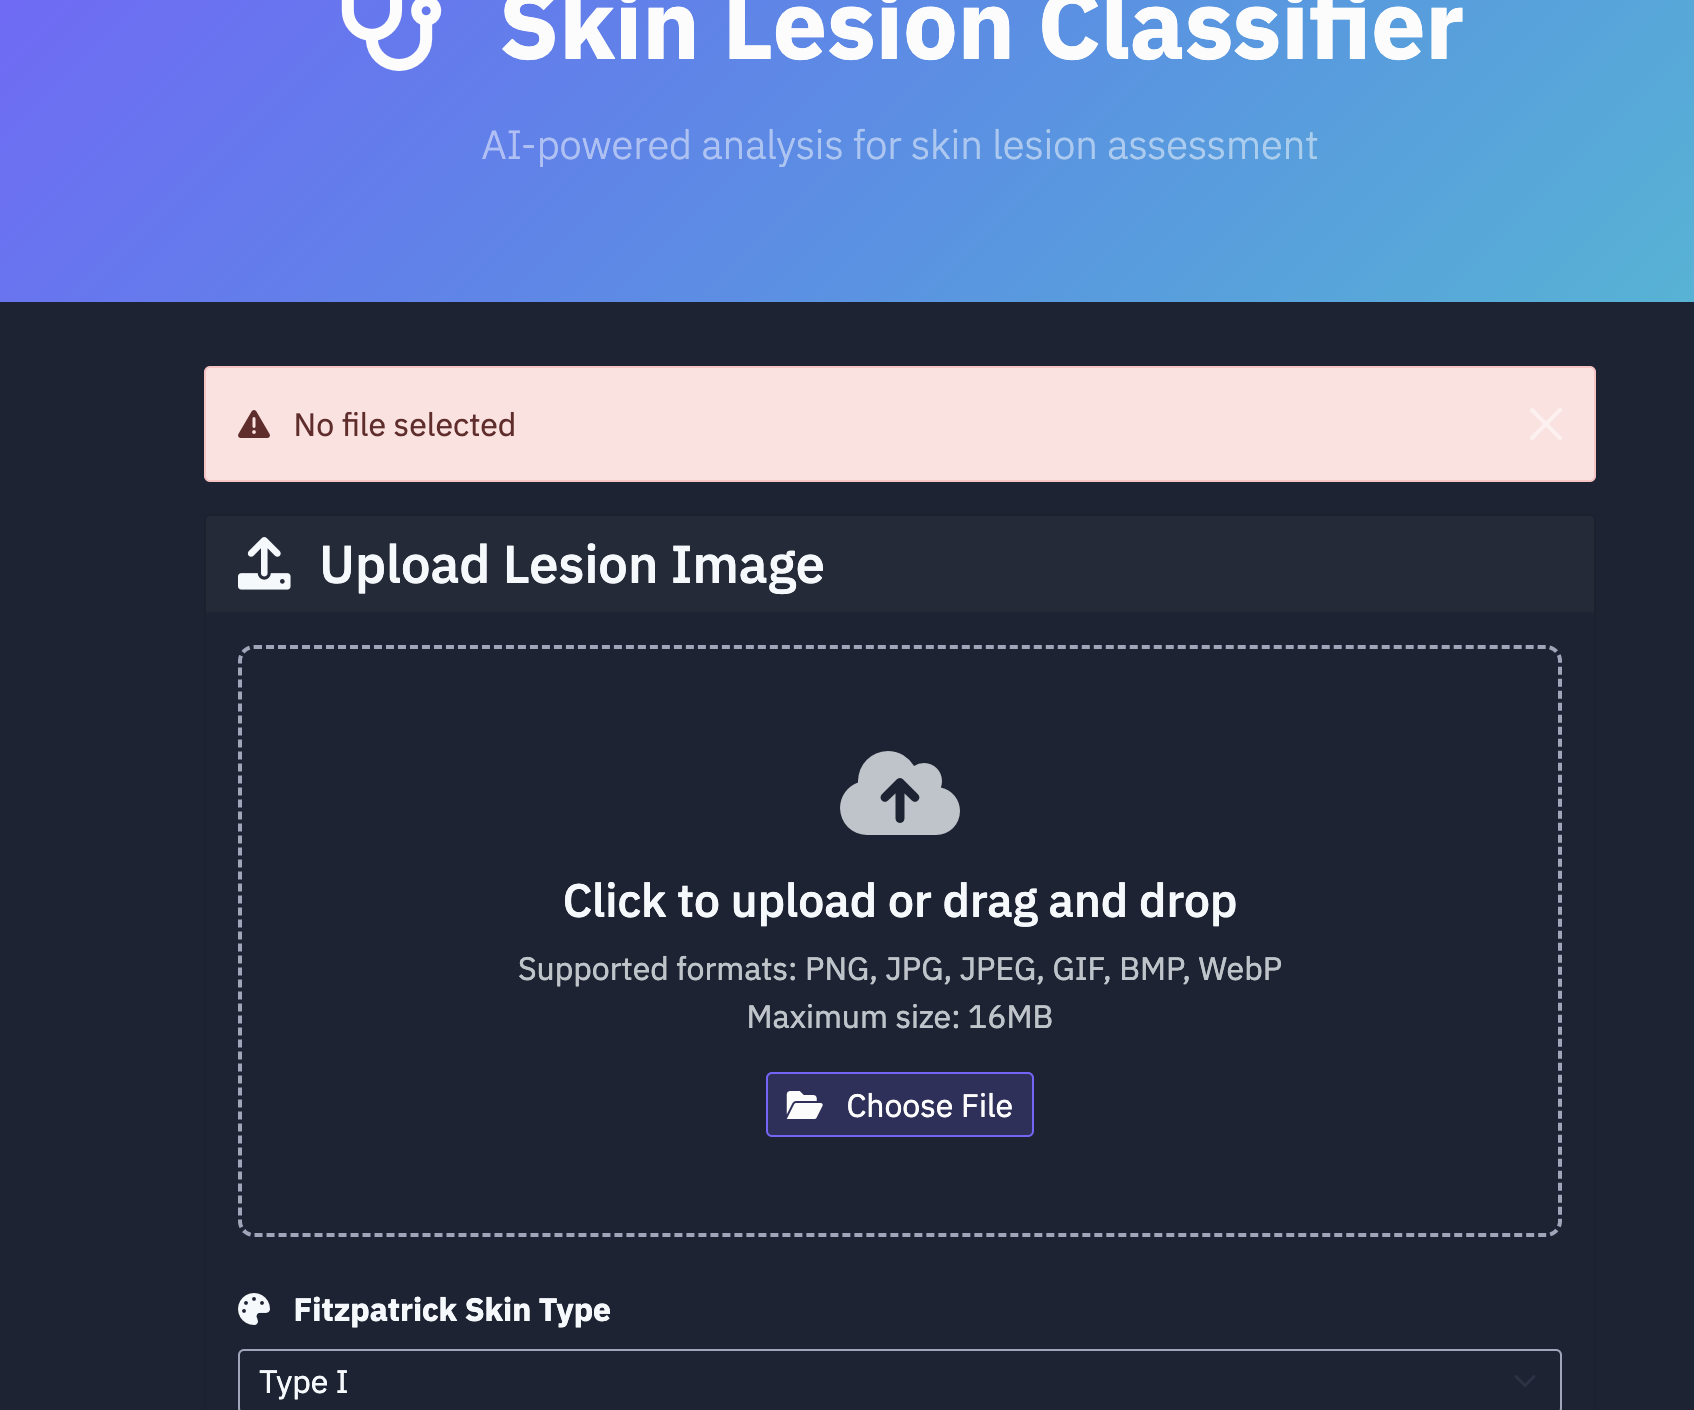 Skin Lesion Classifier
AI-powered analysis for skin lesion assessment
No file selected
Upload Lesion Image
Click to upload or drag and drop
Supported formats: PNG, JPG, JPEG, GIF, BMP, WebP
Maximum size: 16MB
Choose File
Fitzpatrick Skin Type
Type I